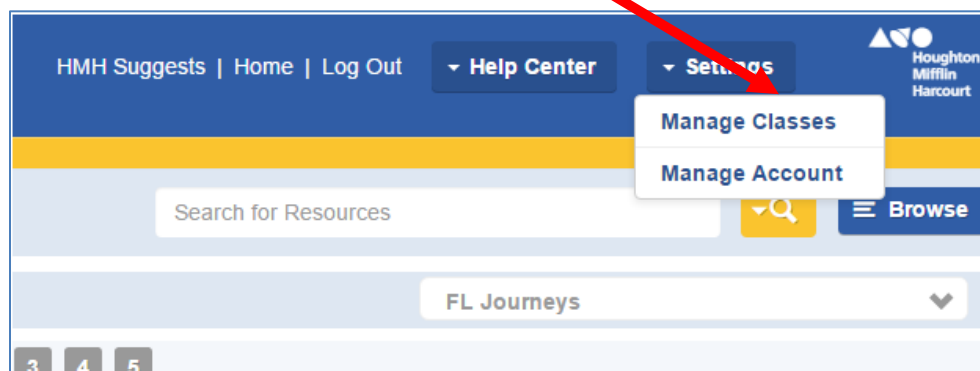 HMH Suggests | Home | Log Out Help Center Settings
Houghton
Mifflin
Harcourt
Manage Classes
Manage Account
Search for Resources
Browse
FL Journeys
3 4 5